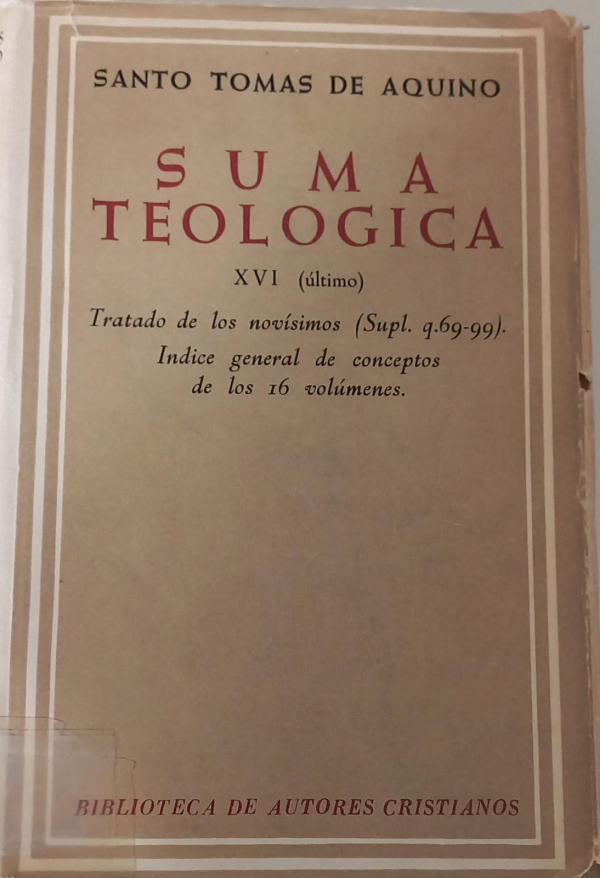 SANTO TOMAS DE AQUINO
SUMA
TEOLOGICA
XVI (último)
Tratado de los novísimos (Supl. q.69-99).
Indice general de conceptos
de los 16 volúmenes.
BIBLIOTECA DE AUTORES CRISTIANOS